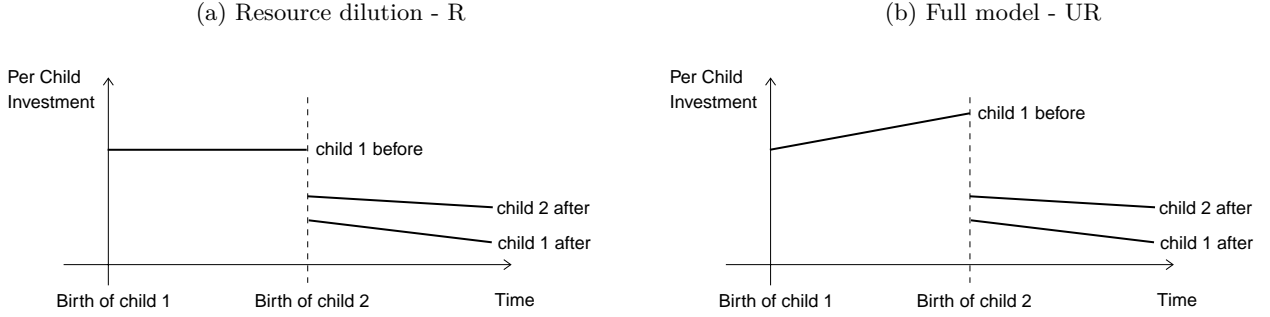 (a) Resource dilution - R
Per Child
Investment
child 1 before
child 2 after
child 1 after
Birth of child 1
Birth of child 2
Time
(b) Full model - UR
Per Child
Investment
child 1 before
child 2 after
child 1 after
Birth of child 1
Birth of child 2
Time